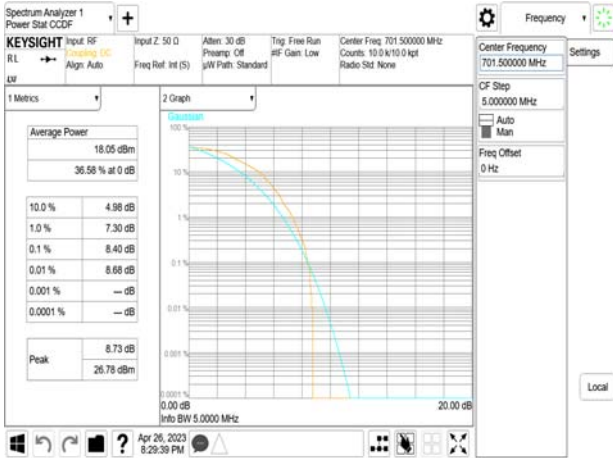 Spectrum Analyzer 1
Power Stat CCDF
Frequency
KEYSIGHT
RL
Input: RF
Coupling: DC
Align: Auto
Input Z: 50 Ω
Freq Ref: Int (S)
Atten: 30 dB
Preamp: Off
µW Path: Standard
Trig: Free Run
#IF Gain: Low
Center Freq: 701.500000 MHz
Counts: 10.0 k/10.0 kpt
Radio Std: None
Center Frequency
701.500000 MHz
Settings
CF Step
5.000000 MHz
Auto
Man
Freq Offset
0 Hz
1 Metrics
2 Graph
Gaussian
Average Power
18.05 dBm
36.58 % at 0 dB
10.0 % 4.98 dB
1.0 % 7.30 dB
0.1 % 8.40 dB
0.01 % 8.68 dB
0.001 % — dB
0.0001 % — dB
Peak
8.73 dB
26.78 dBm
100 %
10 %
1 %
0.1 %
0.01 %
0.001 %
0.0001 %
0.00 dB
20.00 dB
Info BW 5.0000 MHz
Local
?
Apr 26, 2023
8:29:39 PM